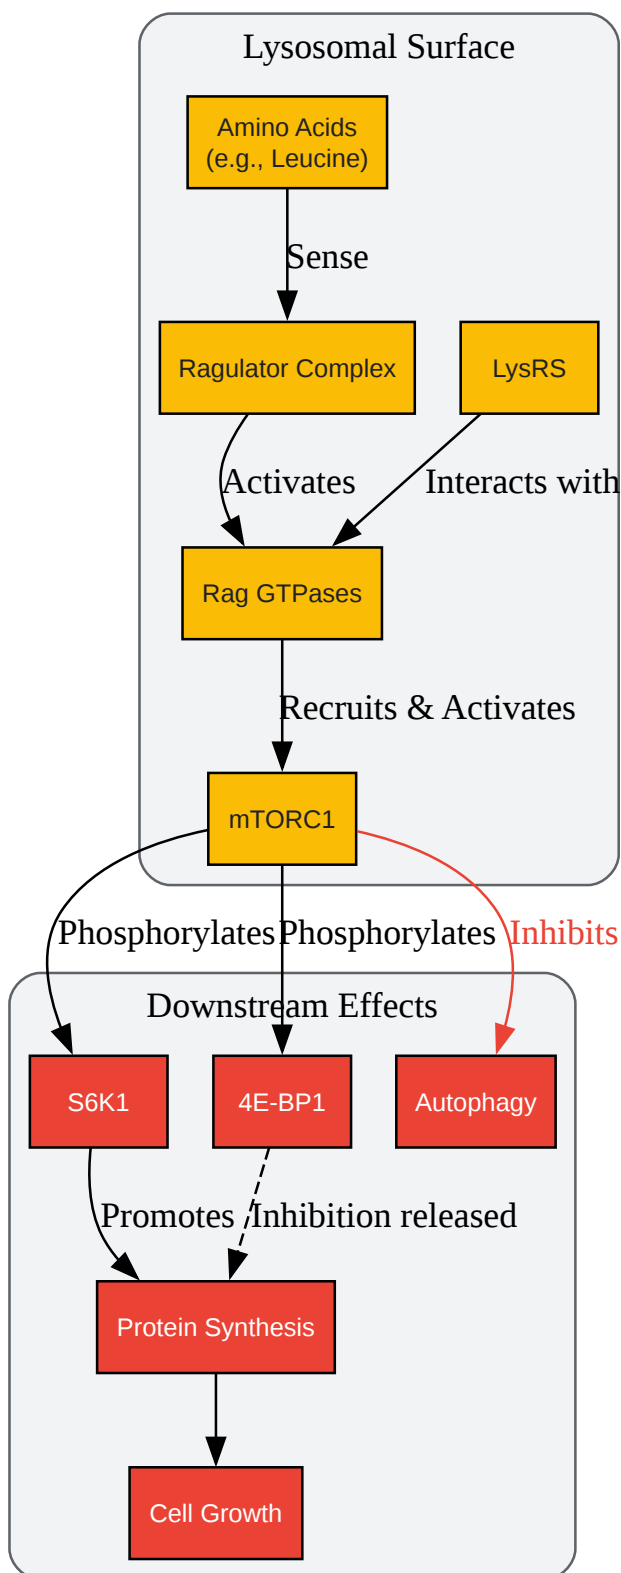 Lysosomal Surface
Amino Acids
(e.g., Leucine)
Sense
Ragulator Complex
LysRS
Activates
Interacts with
Rag GTPases
Recruits & Activates
mTORC1
Phosphorylates
Phosphorylates
Inhibits
Downstream Effects
S6K1
4E-BP1
Autophagy
Promotes
Inhibition released
Protein Synthesis
Cell Growth